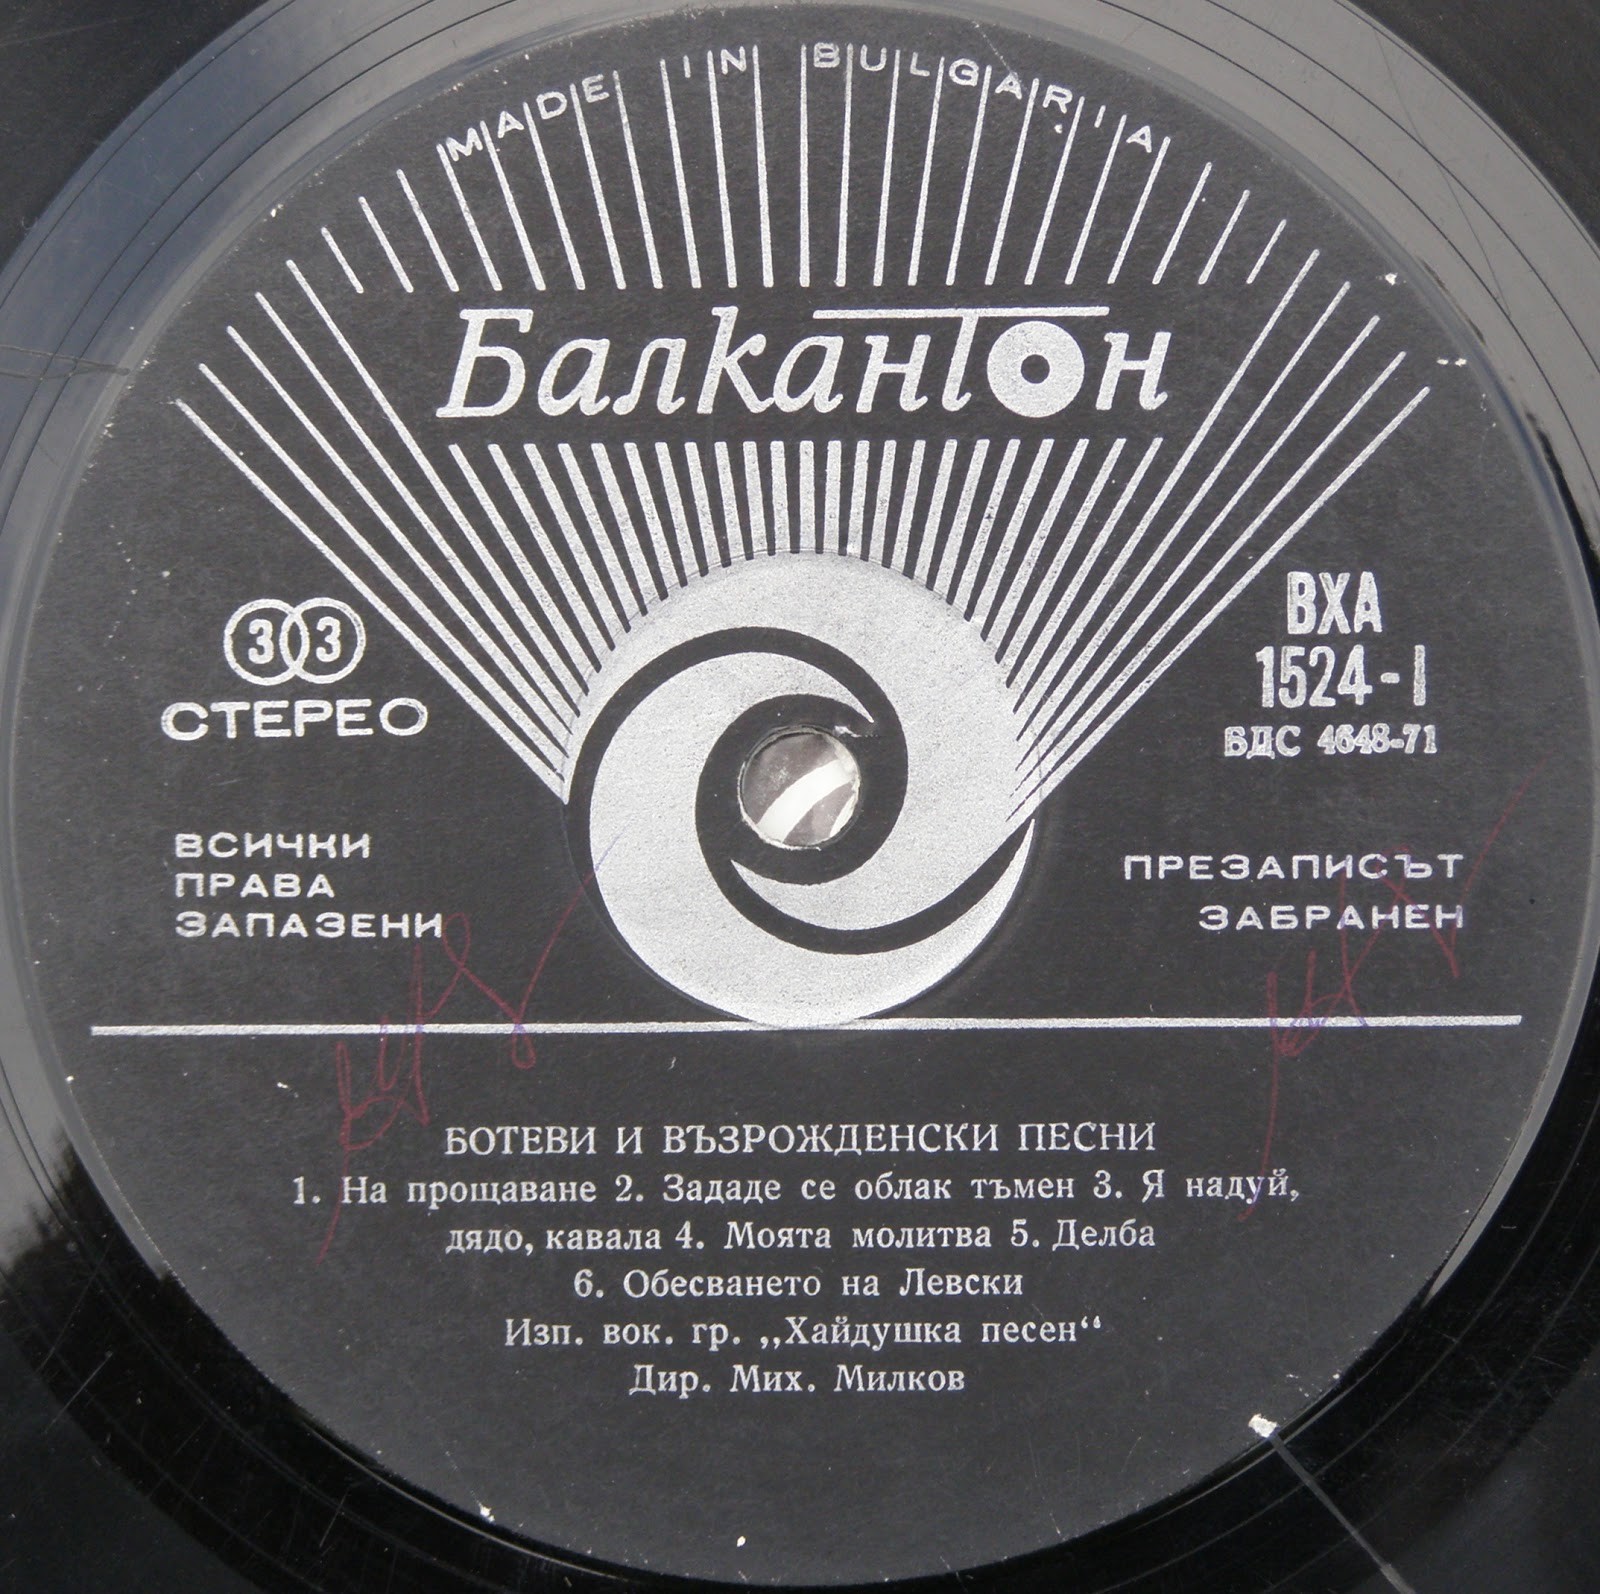 MADE IN BULGARIA
Балкантон
33
СТЕРЕО
ВХА
1524-I
БДС 4648-71
ВСИЧКИ
ПРАВА
ЗАПАЗЕНИ
ПРЕЗАПИСЪТ
ЗАБРАНЕН
БОТЕВИ И ВЪЗРОЖДЕНСКИ ПЕСНИ
1. На прощаване 2. Зададе се облак тъмен 3. Я надуй,
дядо, кавала 4. Моята молитва 5. Делба
6. Обесването на Левски
Изп. вок. гр. „Хайдушка песен“
Дир. Мих. Милков